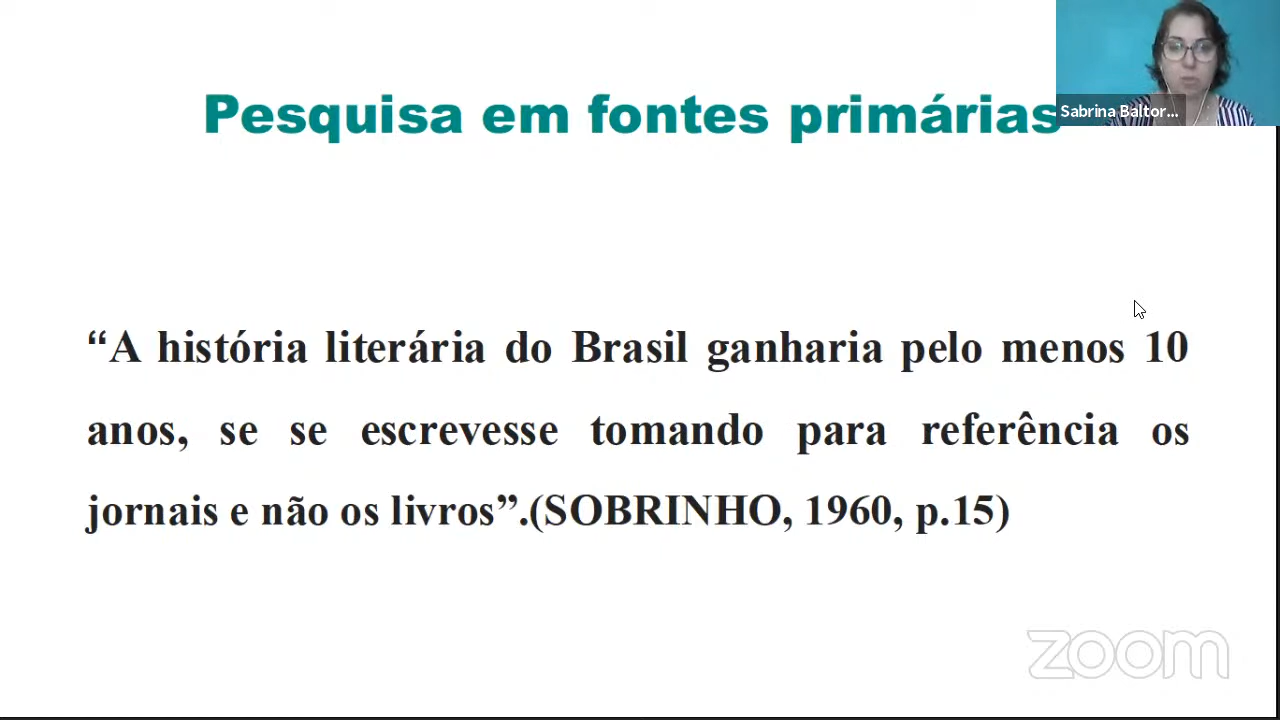 Pesquisa em fontes primárias
Sabrina Baltor...
“A história literária do Brasil ganharia pelo menos 10
anos, se se escrevesse tomando para referência os
jornais e não os livros”.(SOBRINHO, 1960, p.15)
zoom